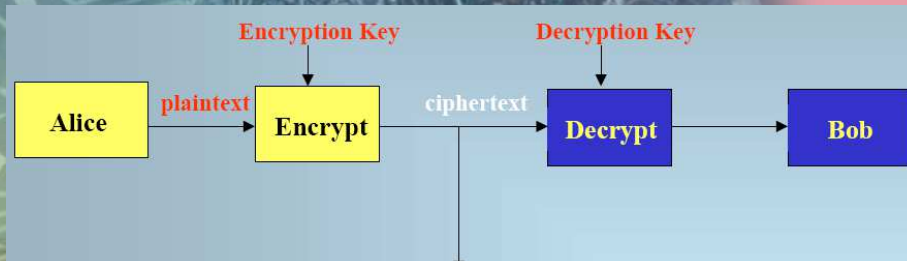 Encryption Key
Decryption Key
plaintext
ciphertext
Alice
Encrypt
Decrypt
Bob